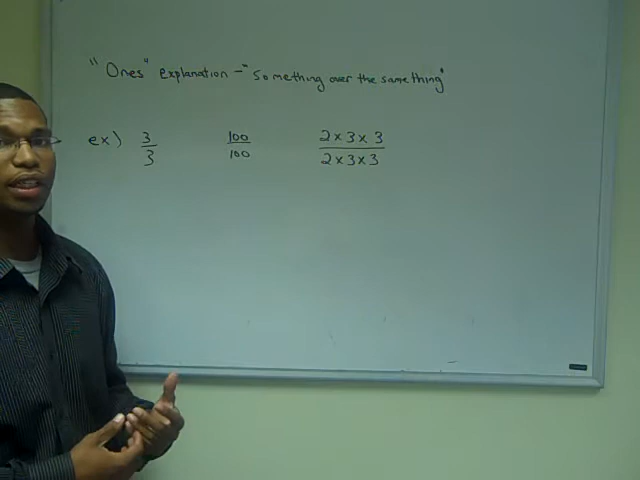 "Ones" explanation - "Something over the same thing"
ex) 3/3 100/100 2x3x3/2x3x3